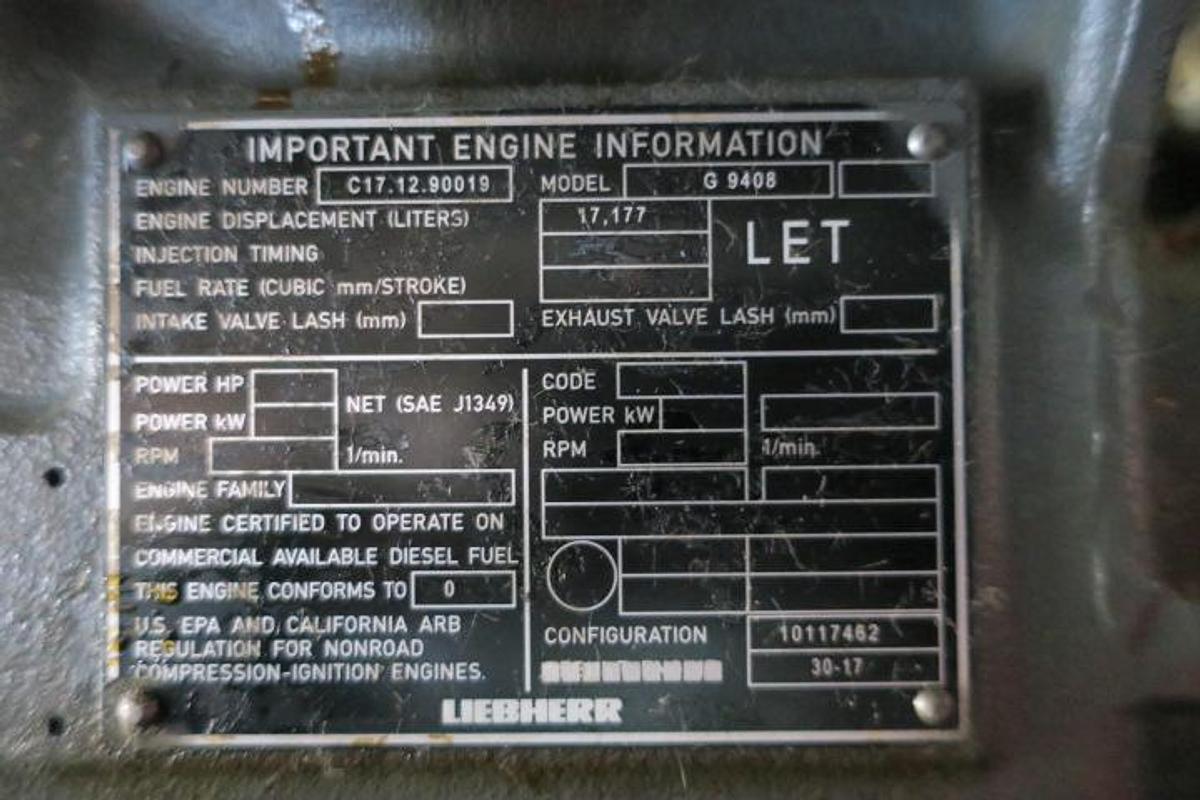 IMPORTANT ENGINE INFORMATION
ENGINE NUMBER C17.12.90019 MODEL G 9408
ENGINE DISPLACEMENT (LITERS) 17,177
LET
INJECTION TIMING
FUEL RATE (CUBIC mm/STROKE)
INTAKE VALVE LASH (mm) EXHAUST VALVE LASH (mm)
POWER HP
NET (SAE J1349)
POWER kW
RPM 1/min.
ENGINE FAMILY
ENGINE CERTIFIED TO OPERATE ON
COMMERCIAL AVAILABLE DIESEL FUEL
THIS ENGINE CONFORMS TO 0
U.S. EPA AND CALIFORNIA ARB
REGULATION FOR NONROAD
COMPRESSION-IGNITION ENGINES.
CODE
POWER kW
RPM 1/min.
CONFIGURATION 10117462
30-17
LIEBHERR